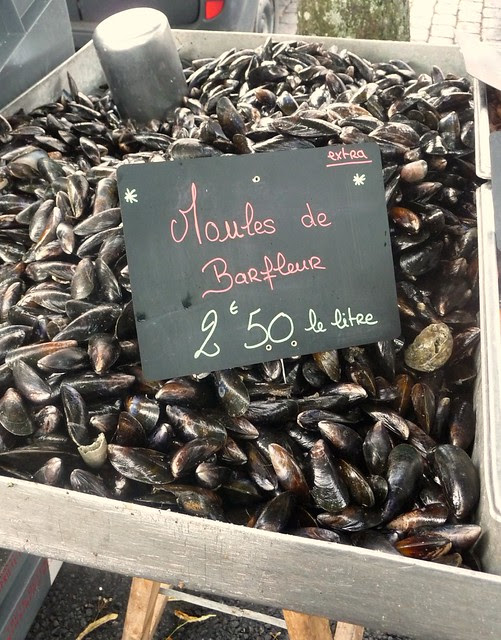 extra
Moules de
Barfleur
2€50 le litre